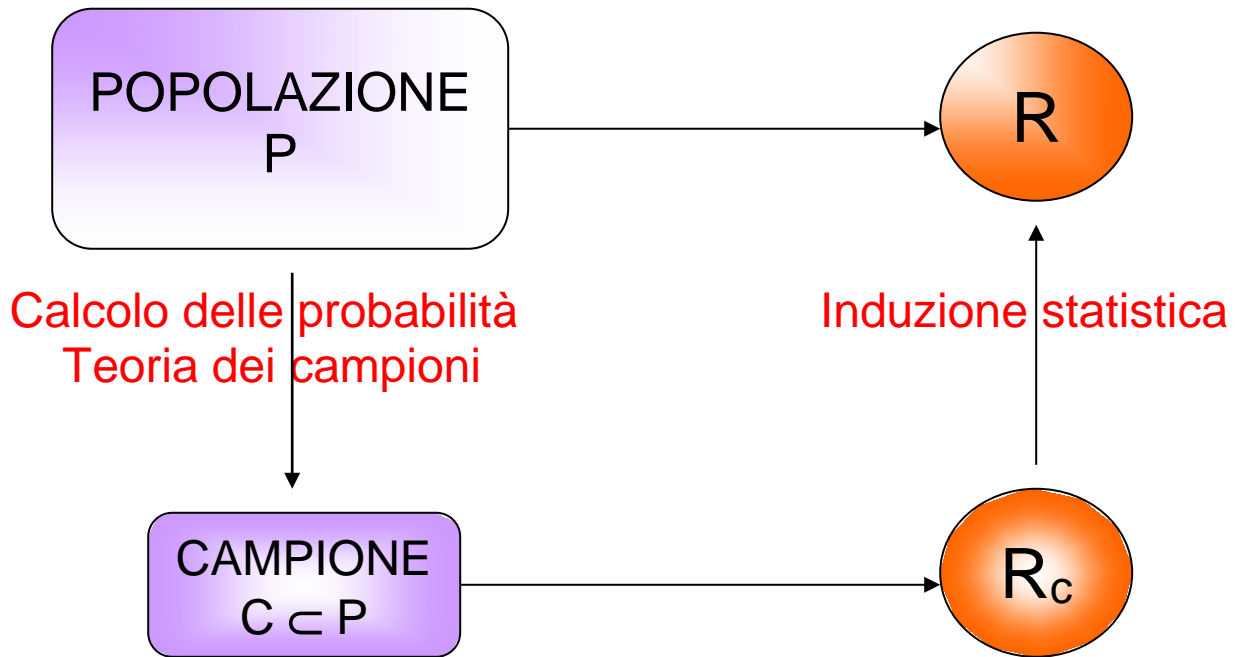 POPOLAZIONE
P
R
Calcolo delle probabilità
Teoria dei campioni
Induzione statistica
CAMPIONE
C ⊂ P
Rc